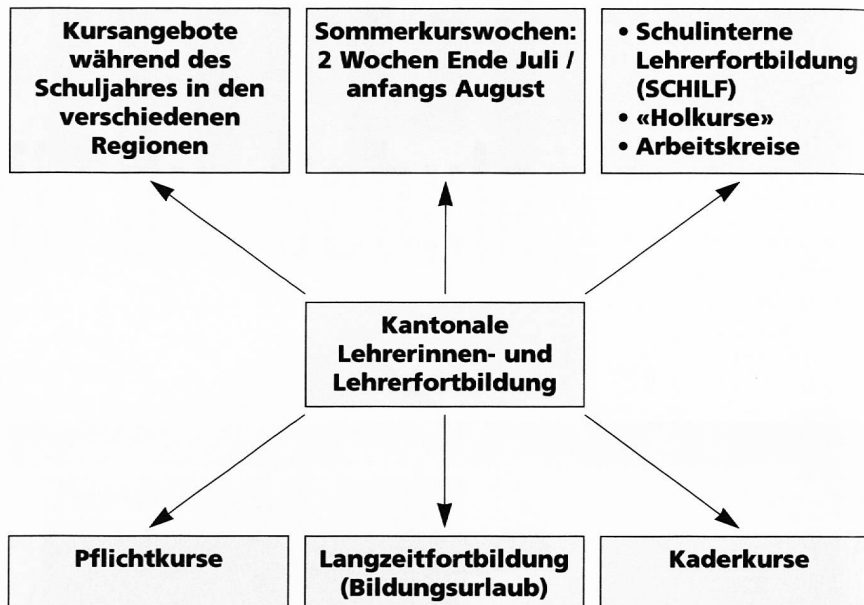 Kursangebote
während des
Schuljahres in den
verschiedenen
Regionen
Sommerkurswochen:
2 Wochen Ende Juli /
anfangs August
• Schulinterne
Lehrerfortbildung
(SCHILF)
• «Holkurse»
• Arbeitskreise
Kantonale
Lehrerinnen- und
Lehrerfortbildung
Pflichtkurse
Langzeitfortbildung
(Bildungsurlaub)
Kaderkurse